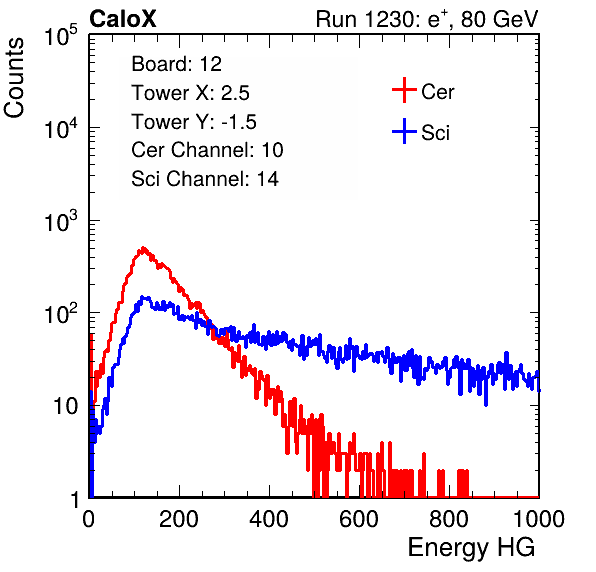 CaloX
Run 1230: e⁺, 80 GeV
Counts
10⁵
10⁴
10³
10²
10
1
Board: 12
Tower X: 2.5
Tower Y: -1.5
Cer Channel: 10
Sci Channel: 14
Cer
Sci
0 200 400 600 800 1000
Energy HG